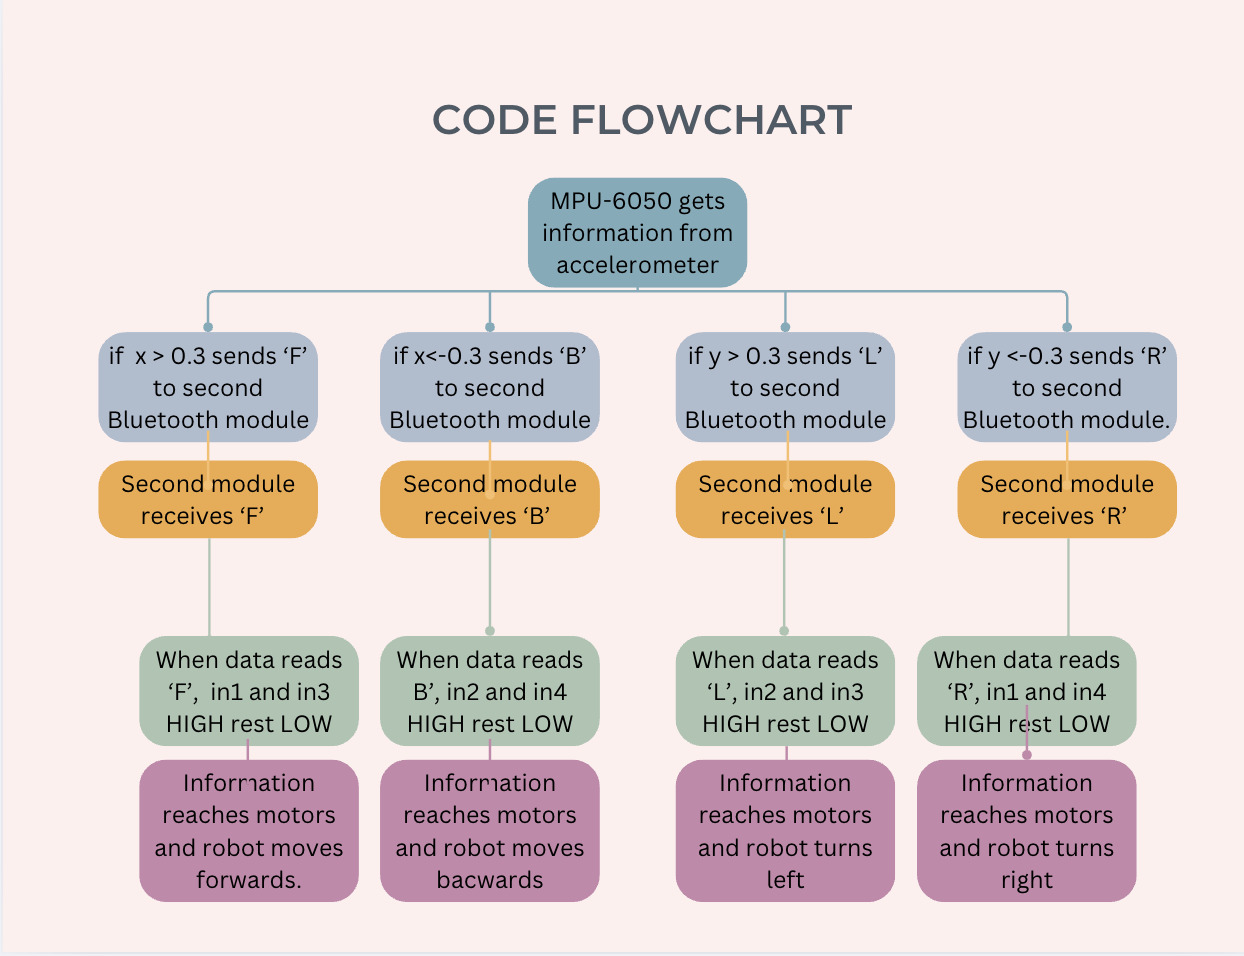 CODE FLOWCHART
MPU-6050 gets
information from
accelerometer
if  x > 0.3 sends ‘F’
to second
Bluetooth module
if x<-0.3 sends ‘B’
to second
Bluetooth module
if y > 0.3 sends ‘L’
to second
Bluetooth module
if y <-0.3 sends ‘R’
to second
Bluetooth module.
Second module
receives ‘F’
Second module
receives ‘B’
Second module
receives ‘L’
Second module
receives ‘R’
When data reads
‘F’,  in1 and in3
HIGH rest LOW
When data reads
B’, in2 and in4
HIGH rest LOW
When data reads
‘L’, in2 and in3
HIGH rest LOW
When data reads
‘R’, in1 and in4
HIGH rest LOW
Information
reaches motors
and robot moves
forwards.
Information
reaches motors
and robot moves
bacwards
Information
reaches motors
and robot turns
left
Information
reaches motors
and robot turns
right